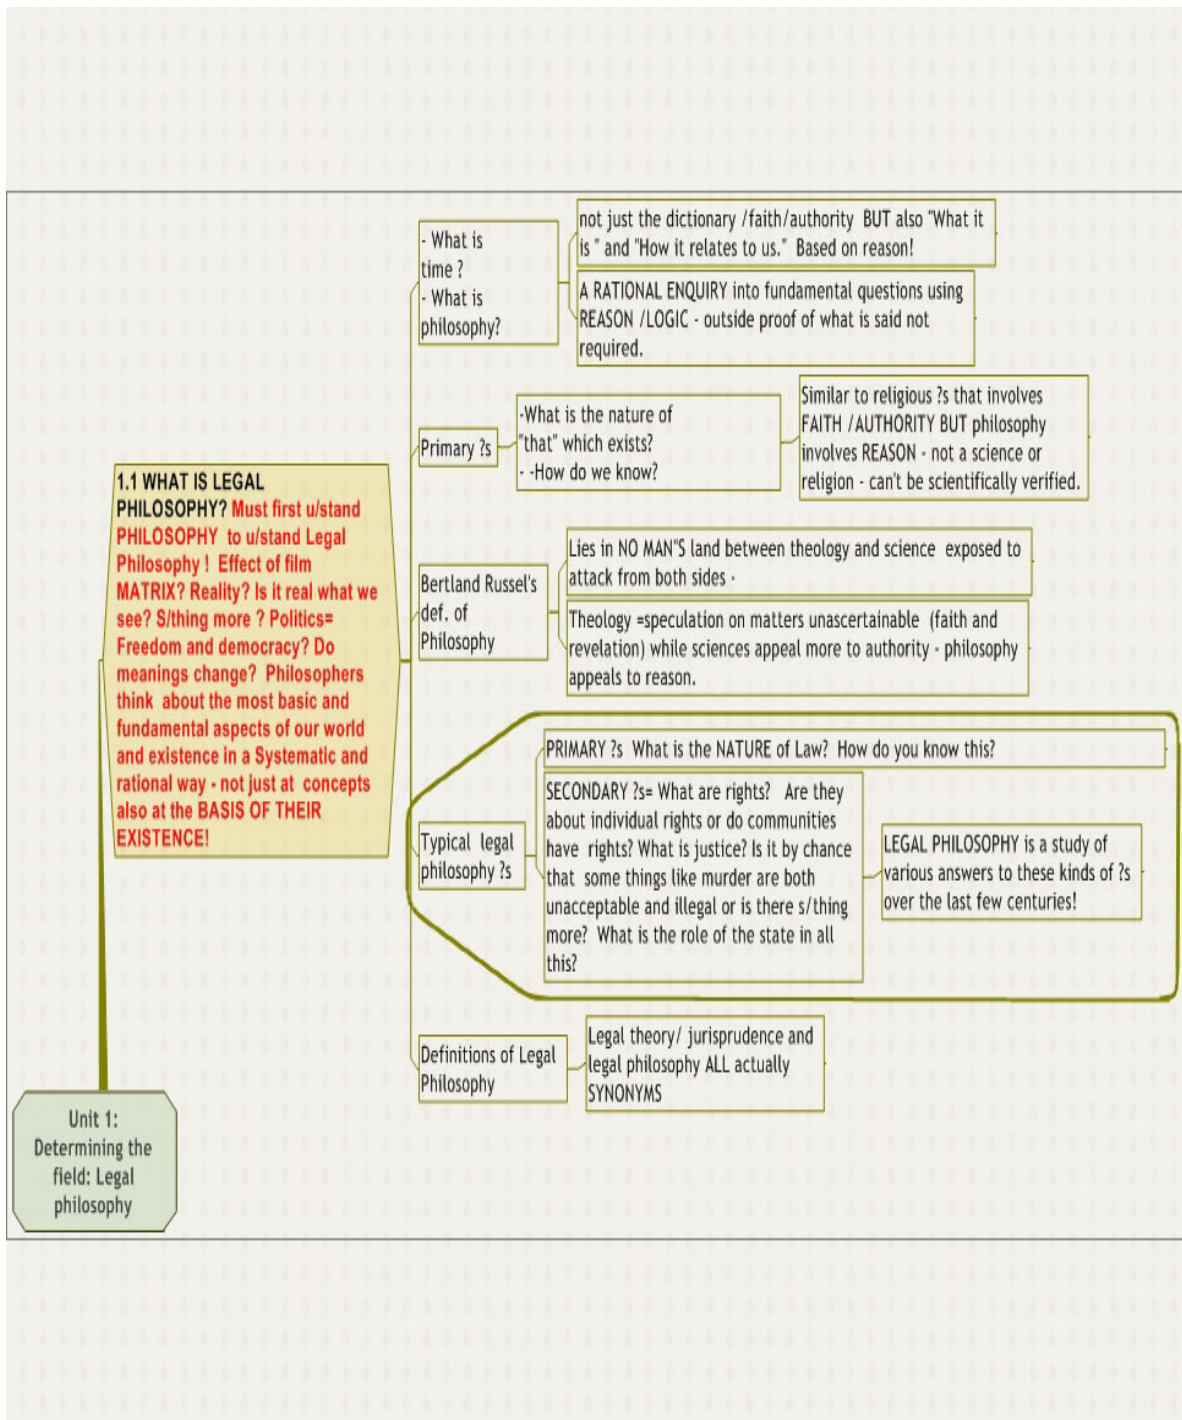 - What is
time ?
- What is
philosophy?
not just the dictionary /faith/authority  BUT also "What it
is " and "How it relates to us."  Based on reason!
A RATIONAL ENQUIRY into fundamental questions using
REASON /LOGIC - outside proof of what is said not
required.
Primary ?s
-What is the nature of
"that" which exists?
- -How do we know?
Similar to religious ?s that involves
FAITH /AUTHORITY BUT philosophy
involves REASON - not a science or
religion - can't be scientifically verified.
1.1 WHAT IS LEGAL
PHILOSOPHY? Must first u/stand
PHILOSOPHY  to u/stand Legal
Philosophy !  Effect of film
MATRIX? Reality? Is it real what we
see? S/thing more ? Politics=
Freedom and democracy? Do
meanings change?  Philosophers
think  about the most basic and
fundamental aspects of our world
and existence in a Systematic and
rational way - not just at  concepts
also at the BASIS OF THEIR
EXISTENCE!
Bertland Russel's
def. of
Philosophy
Lies in NO MAN"S land between theology and science  exposed to
attack from both sides -
Theology =speculation on matters unascertainable  (faith and
revelation) while sciences appeal more to authority - philosophy
appeals to reason.
Typical  legal
philosophy ?s
PRIMARY ?s  What is the NATURE of Law?  How do you know this?
SECONDARY ?s= What are rights?   Are they
about individual rights or do communities
have  rights? What is justice? Is it by chance
that  some things like murder are both
unacceptable and illegal or is there s/thing
more?  What is the role of the state in all
this?
LEGAL PHILOSOPHY is a study of
various answers to these kinds of ?s
over the last few centuries!
Definitions of Legal
Philosophy
Legal theory/ jurisprudence and
legal philosophy ALL actually
SYNONYMS
Unit 1:
Determining the
field: Legal
philosophy